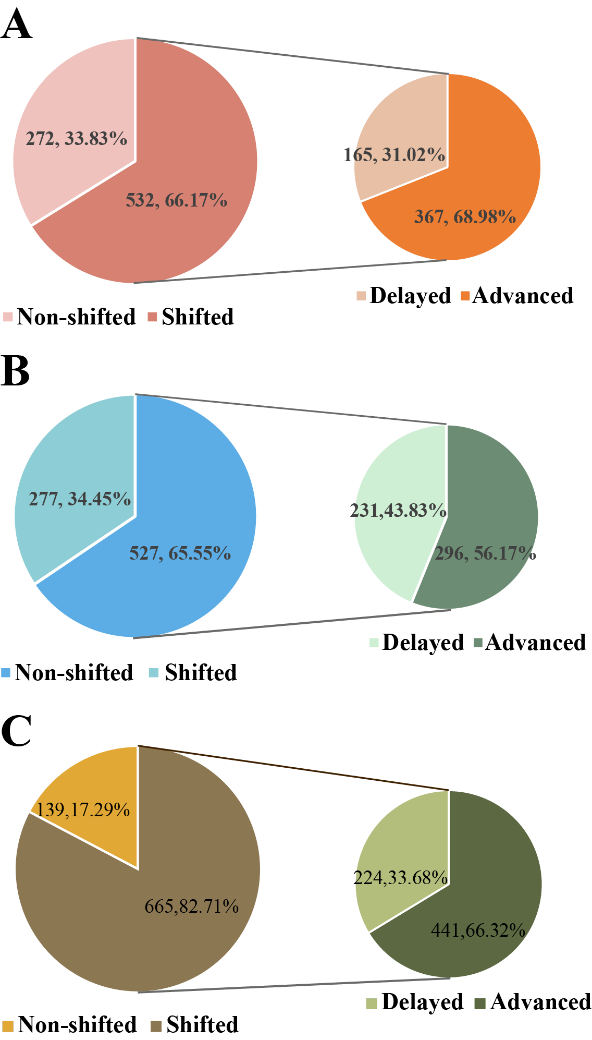 A
272, 33.83%
532, 66.17%
165, 31.02%
367, 68.98%
Non-shifted Shifted
Delayed Advanced
B
277, 34.45%
527, 65.55%
231,43.83%
296, 56.17%
Non-shifted Shifted
Delayed Advanced
C
139,17.29%
665,82.71%
224,33.68%
441,66.32%
Non-shifted Shifted
Delayed Advanced